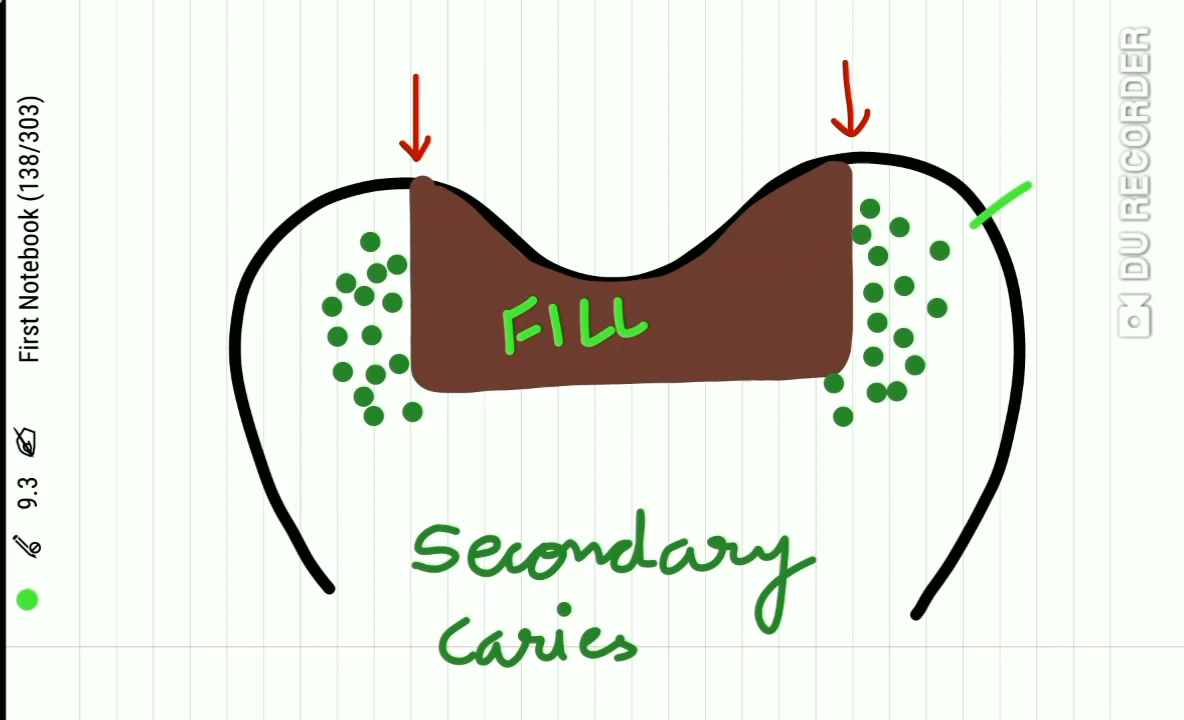 First Notebook (138/303)
9.3
DU RECORDER
FILL
Secondary
Caries